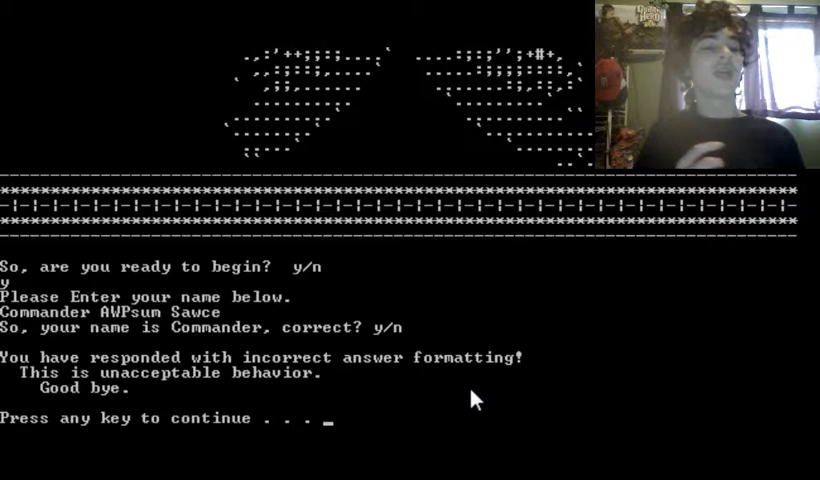 So, are you ready to begin?  y/n
y
Please Enter your name below.
Commander AWPsum Sawce
So, your name is Commander, correct? y/n
You have responded with incorrect answer formatting!
This is unacceptable behavior.
Good bye.
Press any key to continue . . . _